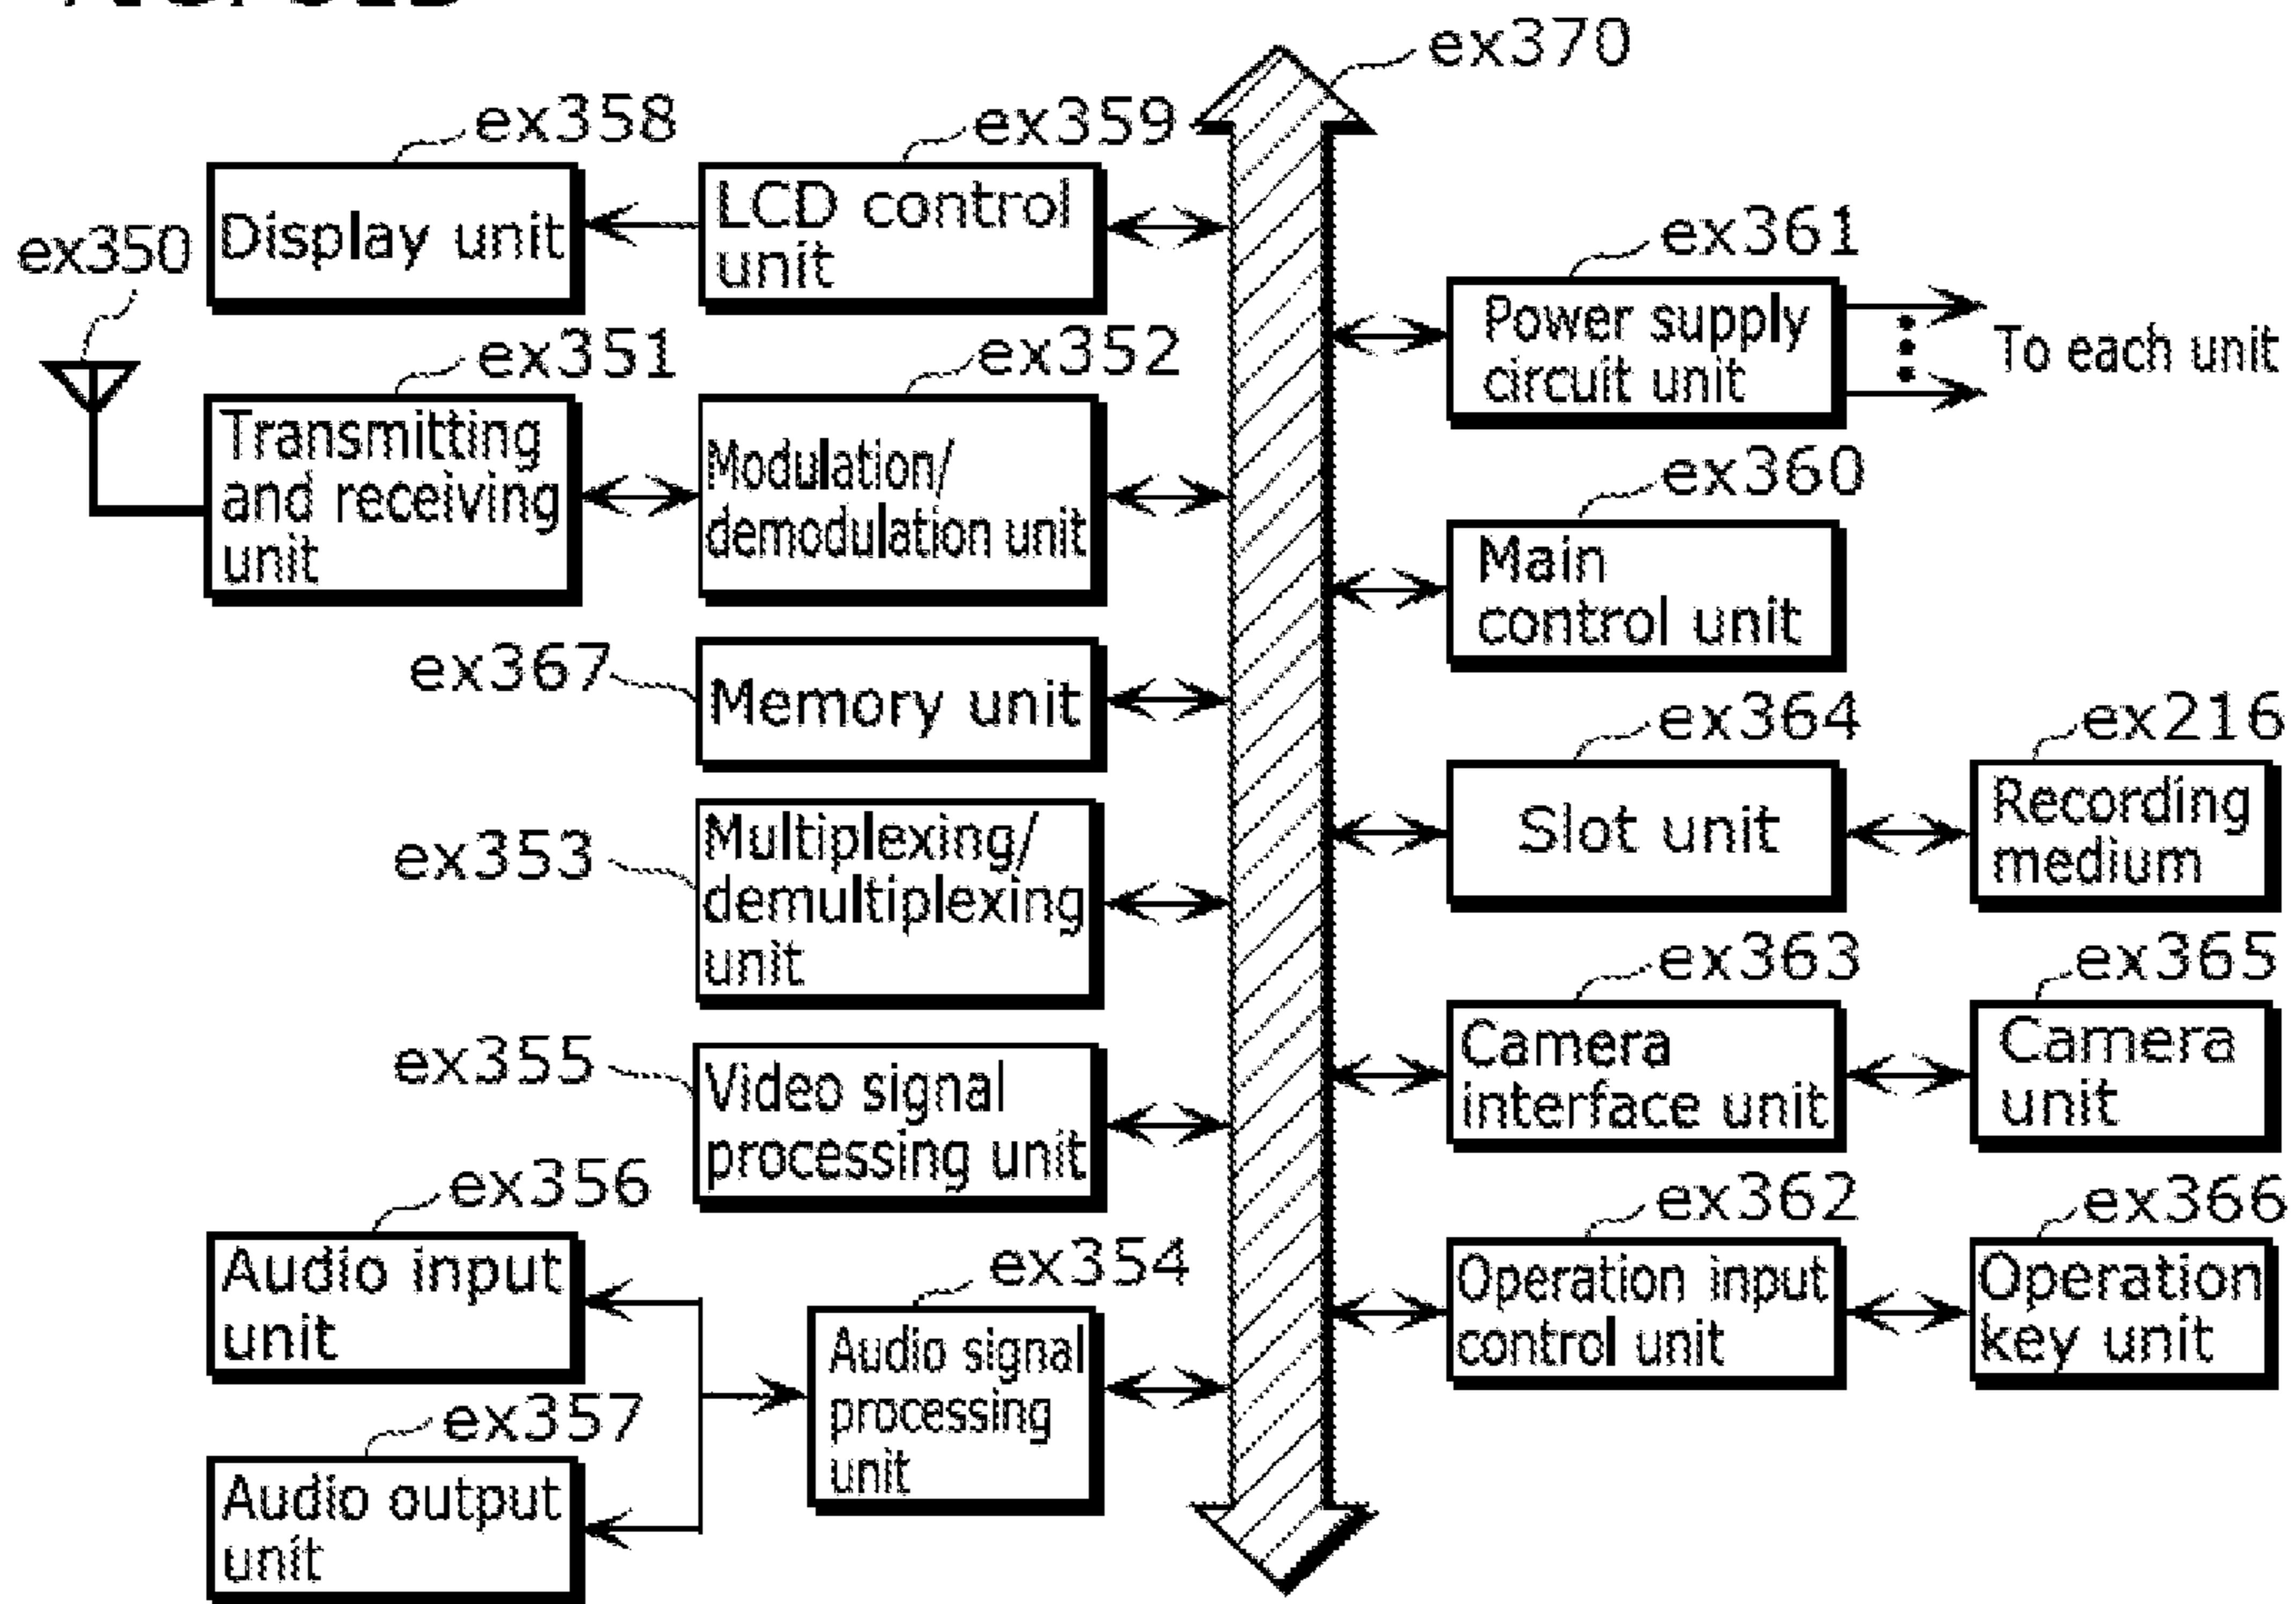 ex370
ex358
ex359
Display unit
LCD control
unit
ex350
ex361
Power supply
circuit unit
To each unit
ex351
ex352
Transmitting
and receiving
unit
Modulation/
demodulation unit
ex360
Main
control unit
ex367
Memory unit
ex364
ex216
Slot unit
Recording
medium
ex353
Multiplexing/
demultiplexing
unit
ex363
ex365
Camera
interface unit
Camera
unit
ex355
Video signal
processing unit
ex356
Audio input
unit
ex362
ex366
Operation input
control unit
Operation
key unit
ex354
Audio signal
processing
unit
ex357
Audio output
unit